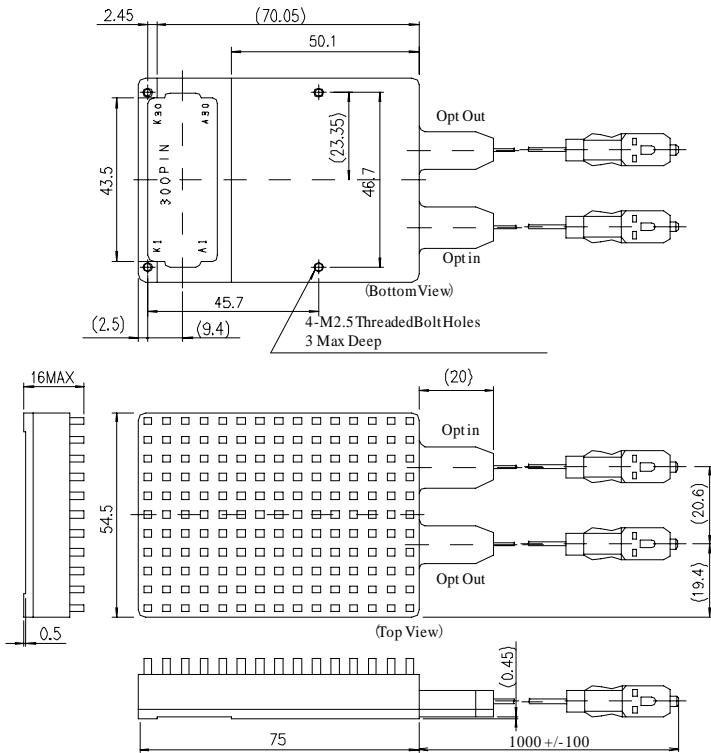 2.45
(70.05)
50.1
Opt Out
K30
A30
300PIN
(23.35)
46.7
43.5
K1
A1
Opt in
(Bottom View)
45.7
(2.5)
(9.4)
4-M2.5 Threaded Bolt Holes
3 Max Deep
16MAX
(20)
Opt in
54.5
(20.6)
Opt Out
(19.4)
0.5
(Top View)
(0.45)
75
1000 +/-100